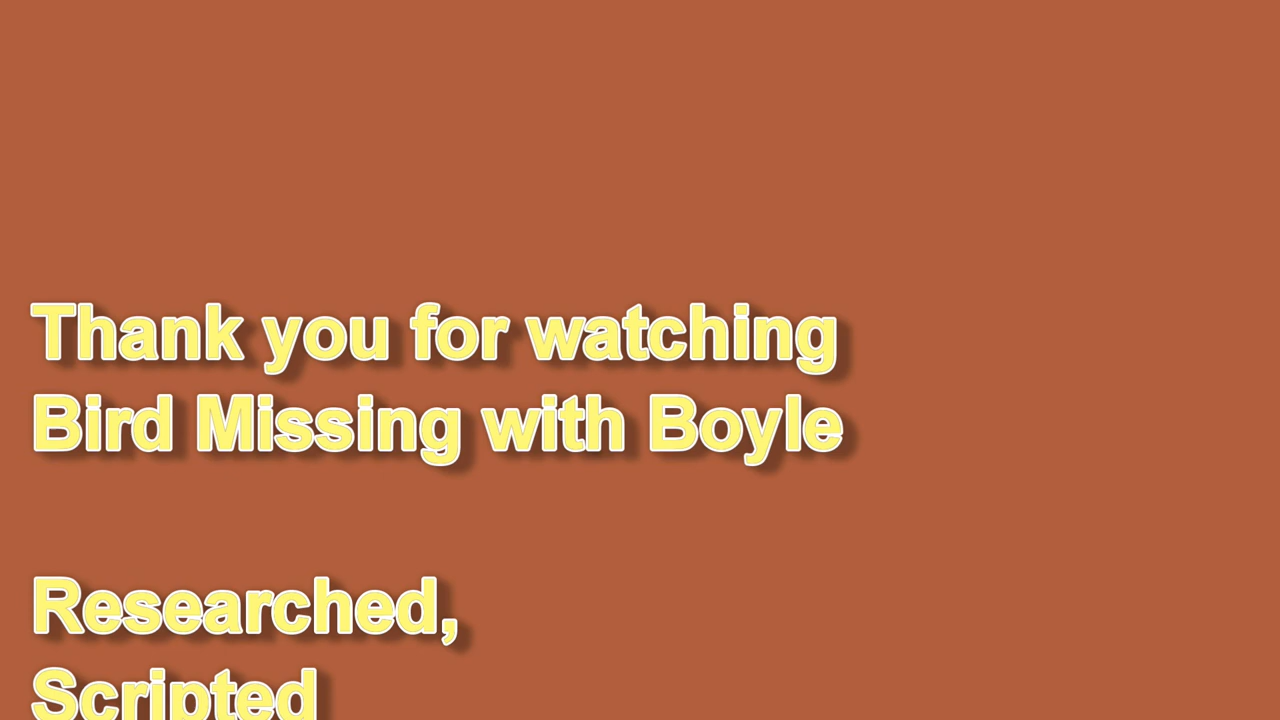 Thank you for watching
Bird Missing with Boyle
Researched,
Scripted